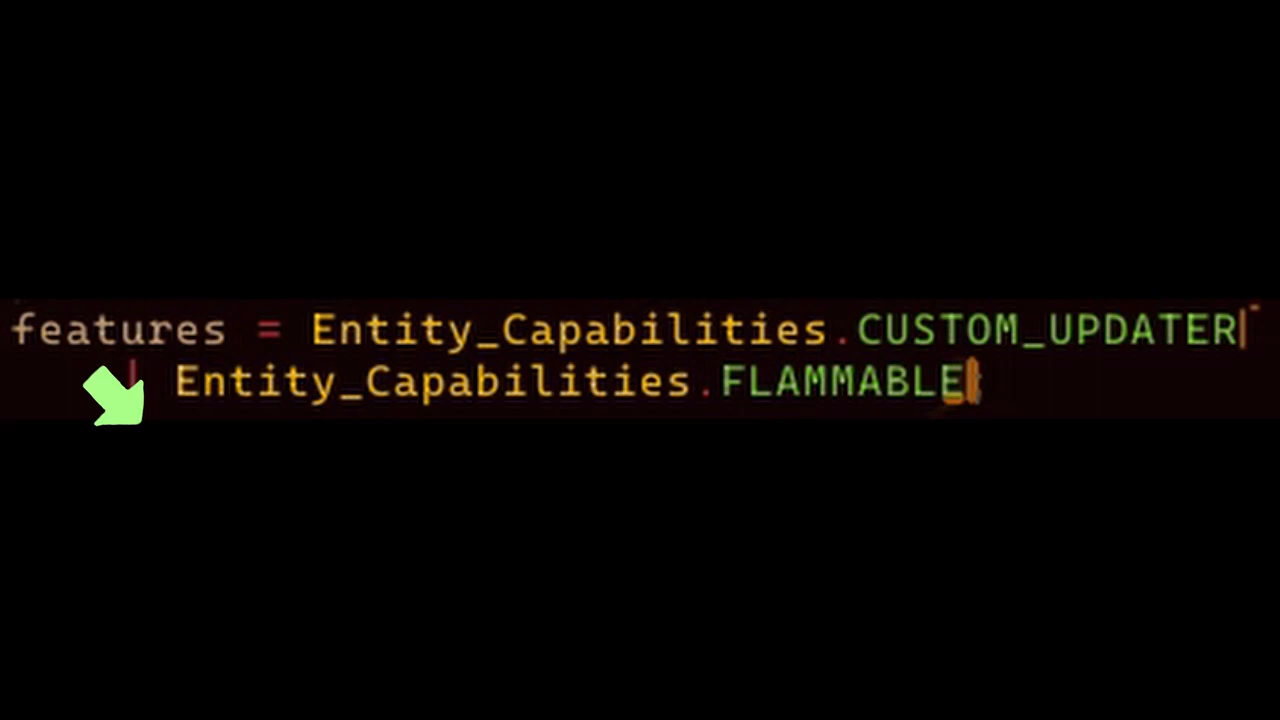 features = Entity_Capabilities.CUSTOM_UPDATER
| Entity_Capabilities.FLAMMABLE